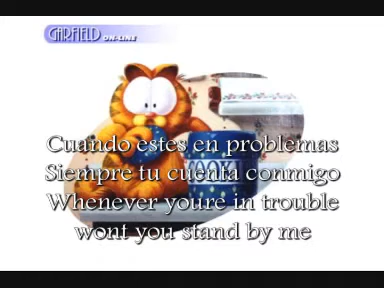 GARFIELD ON-LINE
Cuando estes en problemas
Siempre tu cuenta conmigo
Whenever youre in trouble
wont you stand by me